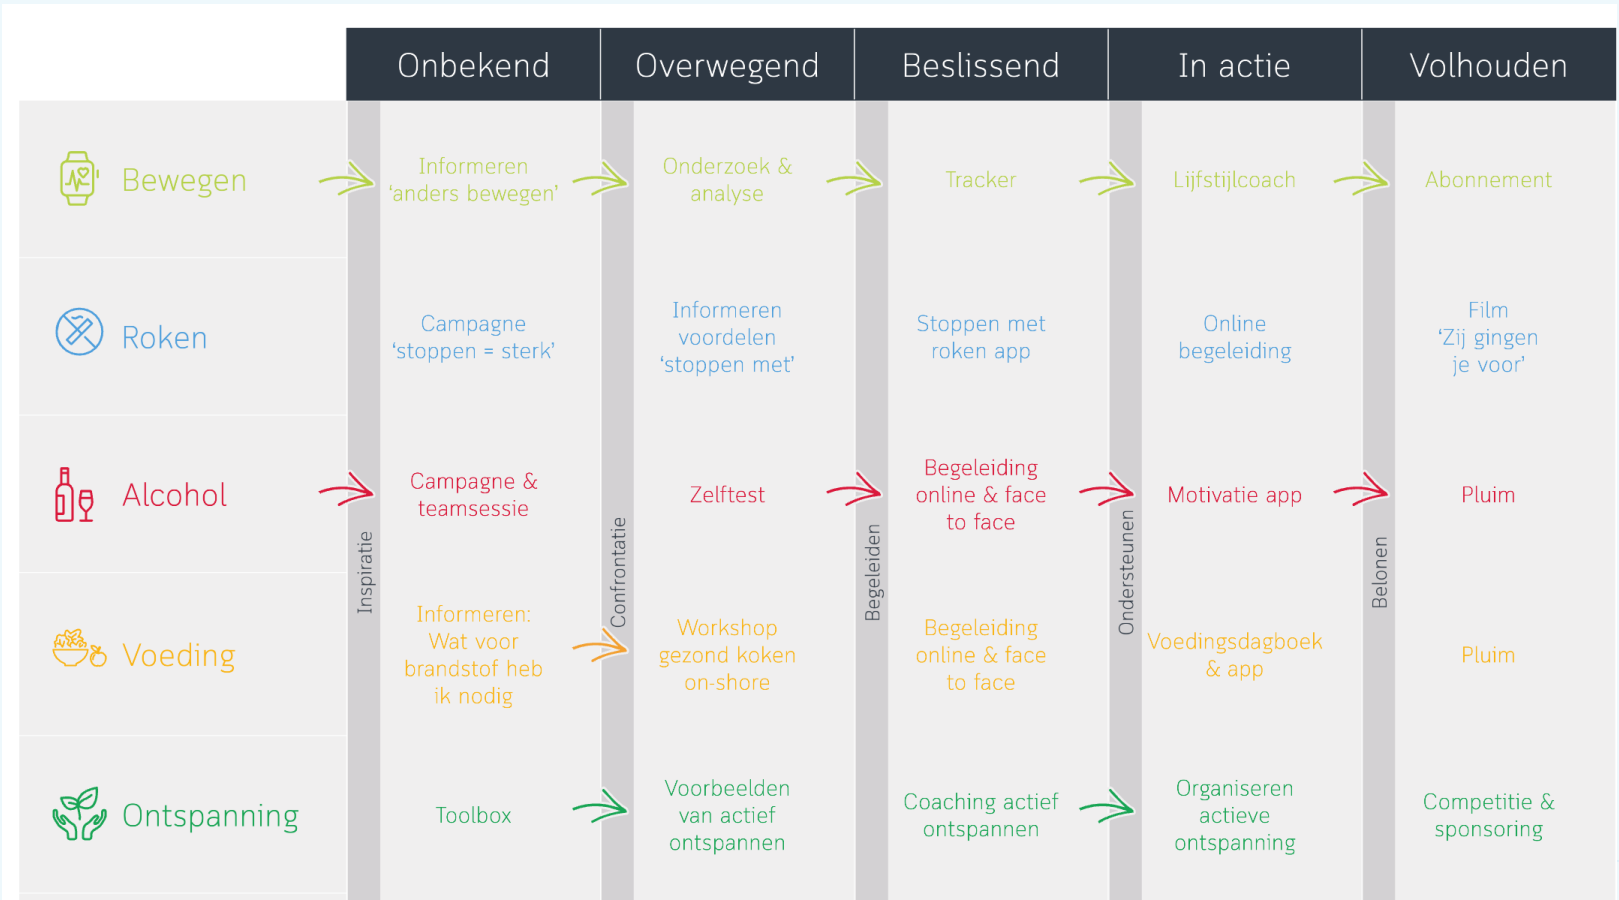 Onbekend
Overwegend
Beslissend
In actie
Volhouden
Bewegen
Informeren
‘anders bewegen’
Onderzoek &
analyse
Tracker
Lijfstijlcoach
Abonnement
Roken
Campagne
‘stoppen = sterk’
Informeren
voordelen
‘stoppen met’
Stoppen met
roken app
Online
begeleiding
Film
‘Zij gingen
je voor’
Alcohol
Campagne &
teamsessie
Zelftest
Begeleiding
online & face
to face
Motivatie app
Pluim
Inspiratie
Confrontatie
Begeleiden
Ondersteunen
Belonen
Voeding
Informeren:
Wat voor
brandstof heb
ik nodig
Workshop
gezond koken
on-shore
Begeleiding
online & face
to face
Voedingsdagboek
& app
Pluim
Ontspanning
Toolbox
Voorbeelden
van actief
ontspannen
Coaching actief
ontspannen
Organiseren
actieve
ontspanning
Competitie &
sponsoring